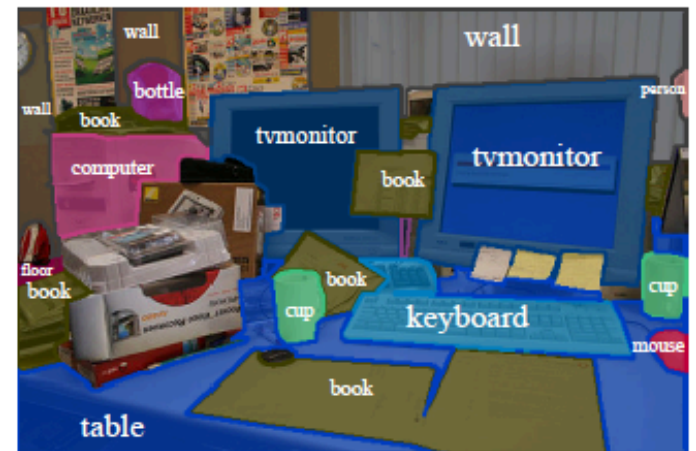 wall
wall
bottle
person
wall
book
tvmonitor
tvmonitor
computer
book
floor
book
book
cup
cup
keyboard
mouse
book
table